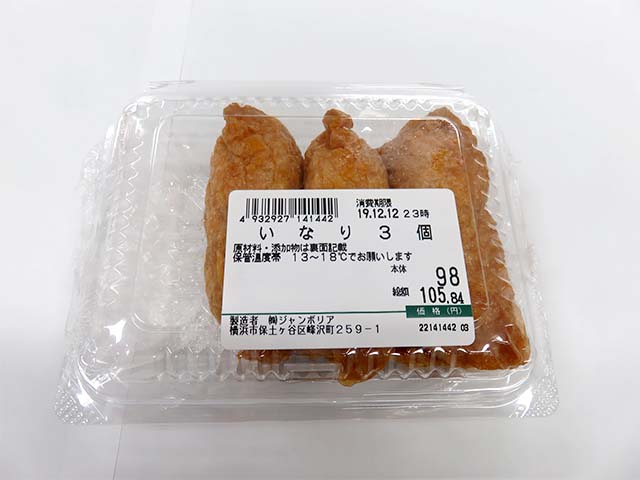 消費期限
4 932927 141442 19.12.12 23時
いなり3個
原材料・添加物は裏面記載
保管温度帯 13～18℃でお願いします
本体 98
総額 105.84
価格(円)
製造者 ㈱ジャンボリア
横浜市保土ヶ谷区峰沢町259-1
22141442 03